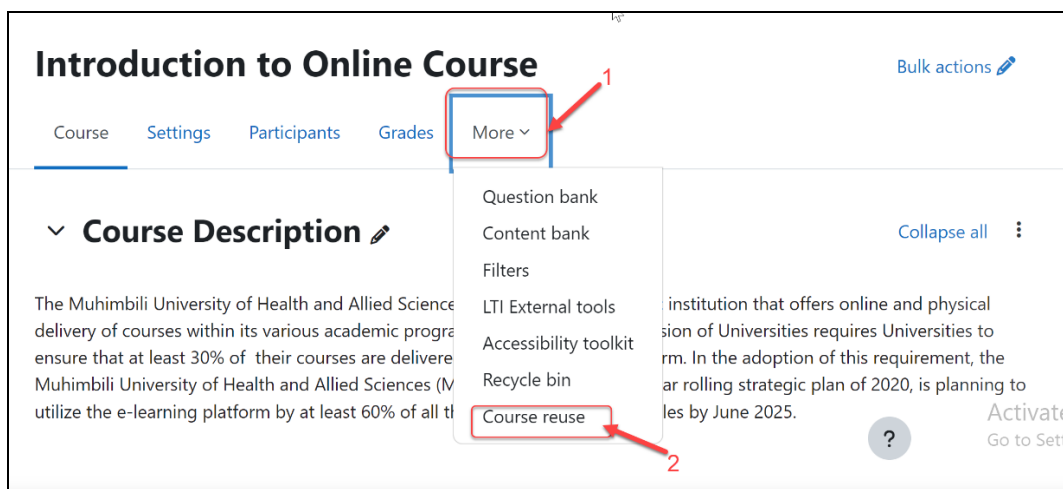 Introduction to Online Course
Bulk actions
1
Course Settings Participants Grades More
Question bank
Course Description
Collapse all
Content bank
Filters
The Muhimbili University of Health and Allied Science institution that offers online and physical
LTI External tools
delivery of courses within its various academic progra sion of Universities requires Universities to
Accessibility toolkit
ensure that at least 30% of their courses are delivere rm. In the adoption of this requirement, the
Recycle bin
Muhimbili University of Health and Allied Sciences (M ar rolling strategic plan of 2020, is planning to
Course reuse
utilize the e-learning platform by at least 60% of all th les by June 2025.
Activate
Go to Set
?
2